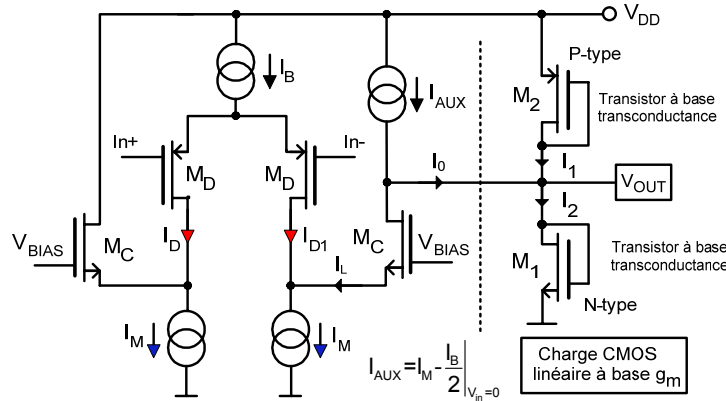 V_DD
P-type
I_B
I_AUX
M_2
Transistor à base
transconductance
In+
In-
M_D
M_D
I_0
I_1
V_OUT
I_2
V_BIAS
M_C
I_D
I_D1
M_C
V_BIAS
I_L
M_1
Transistor à base
transconductance
N-type
I_M
I_M
I_AUX=I_M-I_B/2|V_in=0
Charge CMOS
linéaire à base g_m